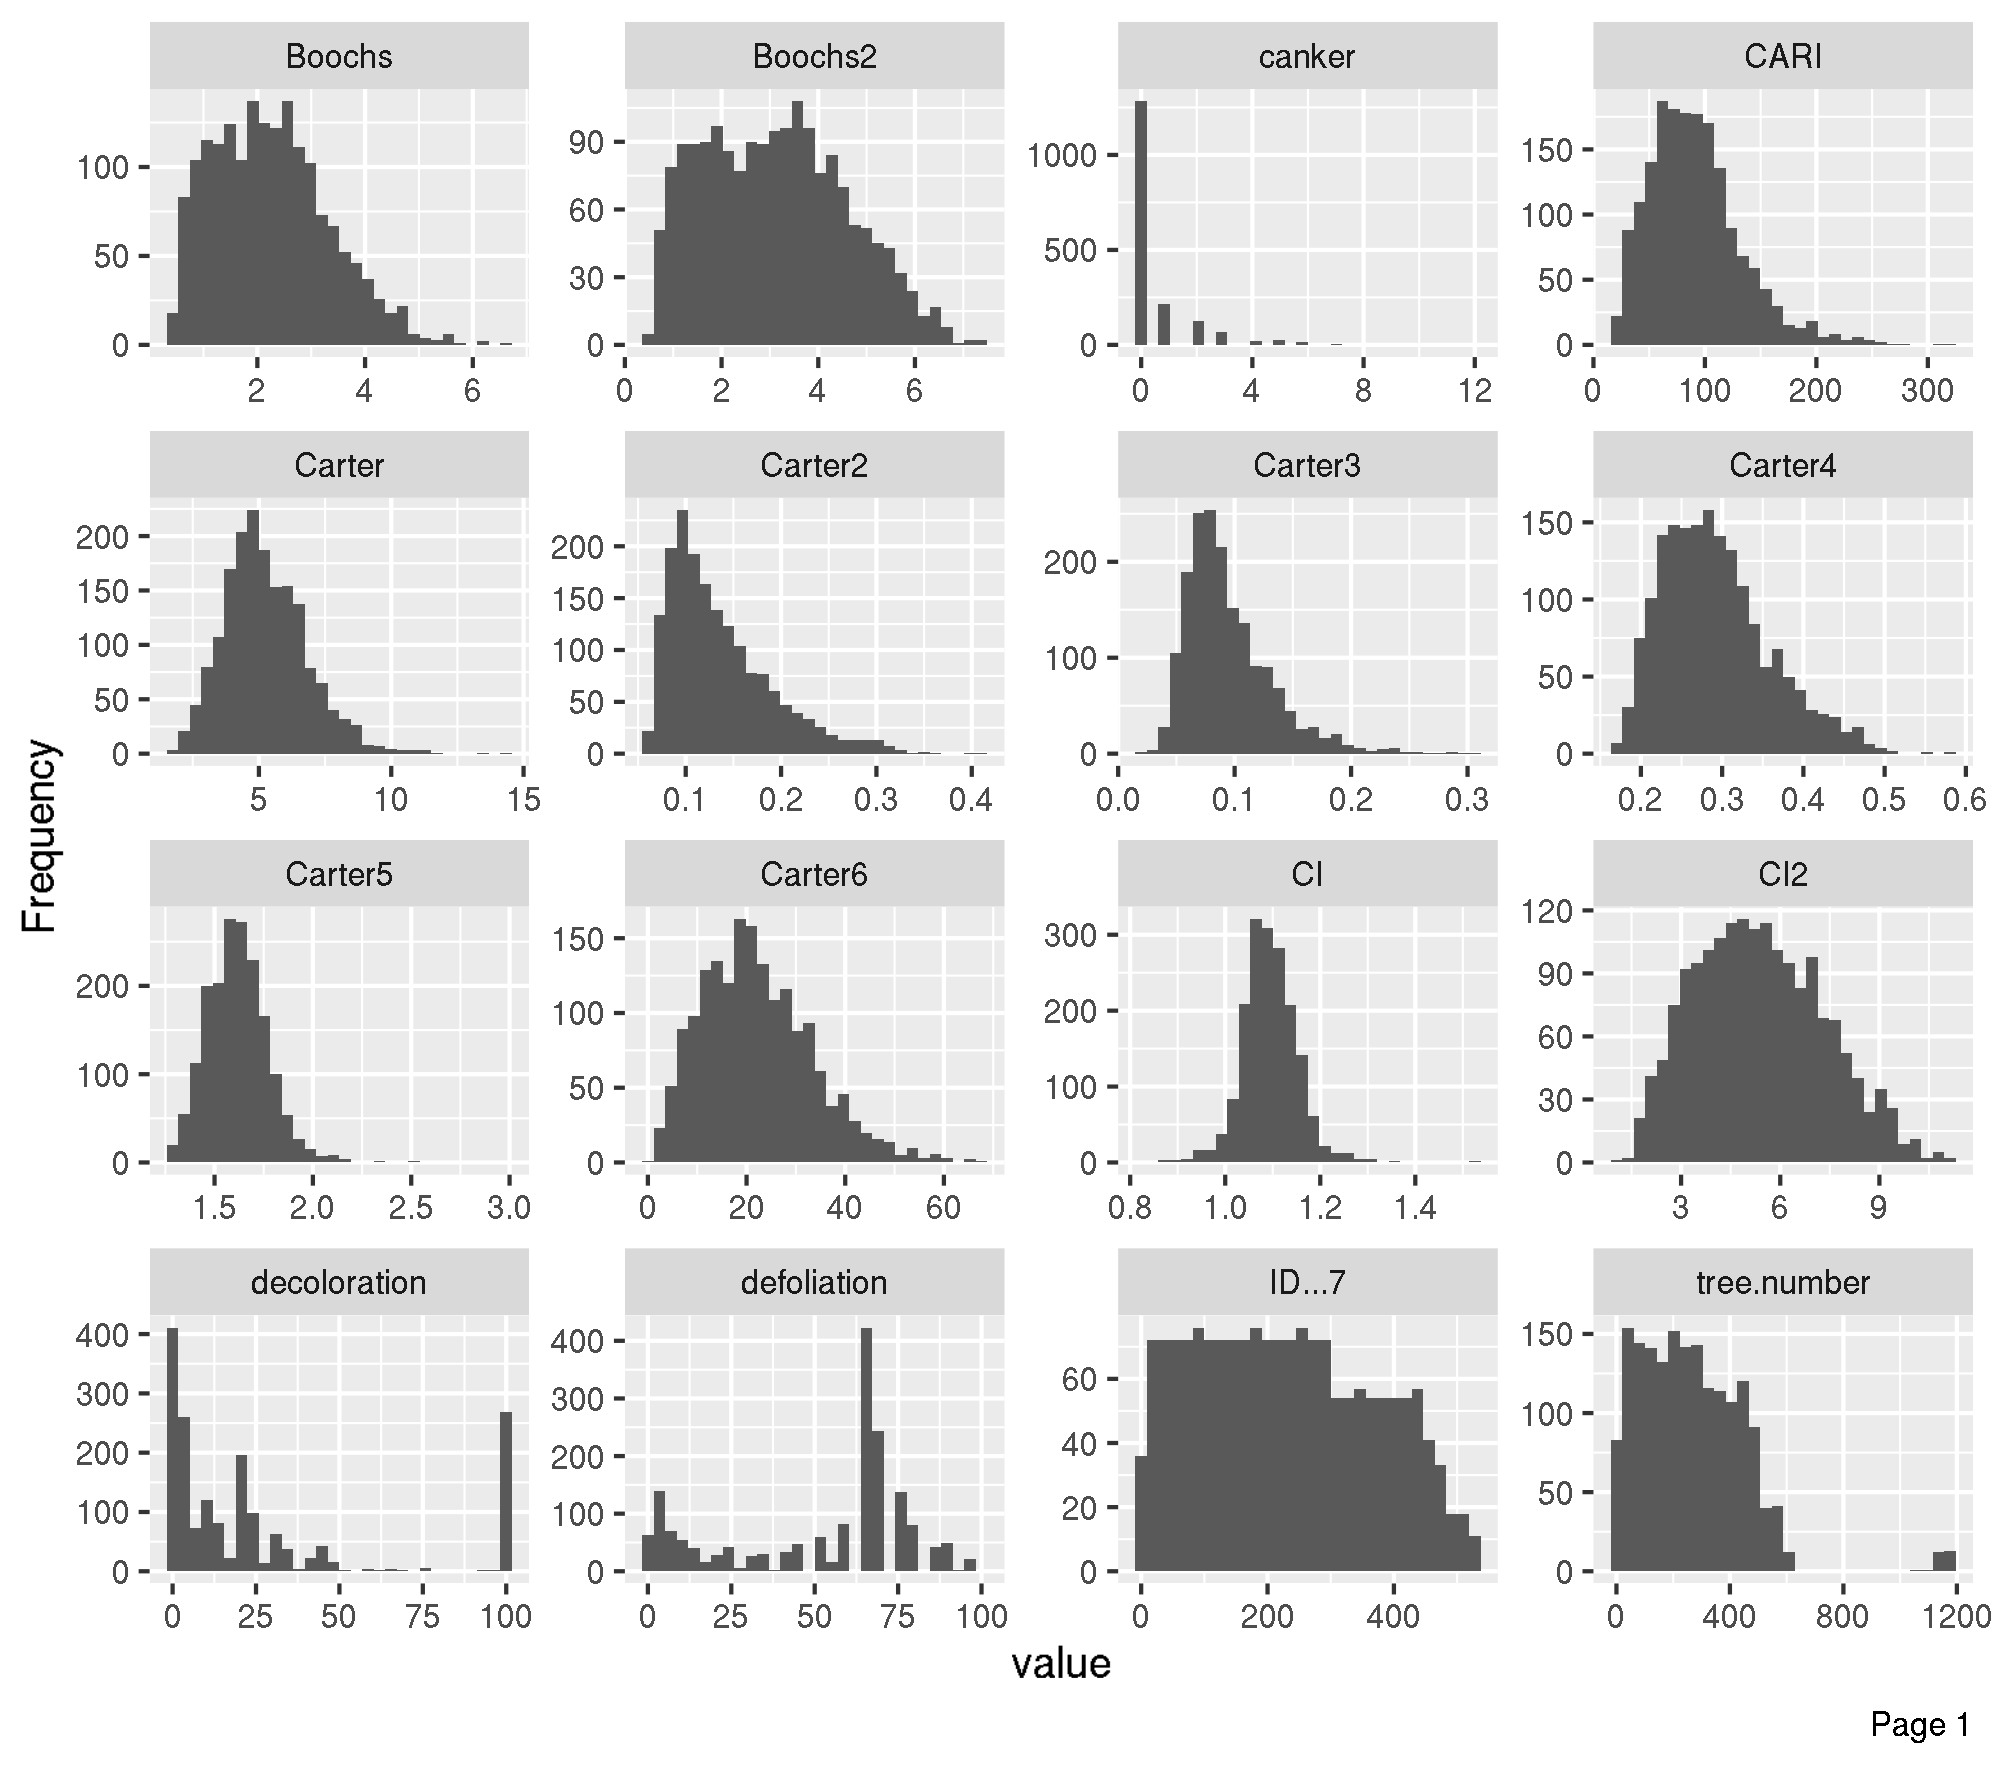 Boochs Boochs2 canker CARI
100
50
0
2 4 6
90
60
30
0
0 2 4 6
1000
500
0
0 4 8 12
150
100
50
0
0 100 200 300
Carter Carter2 Carter3 Carter4
200
150
100
50
0
5 10 15
200
150
100
50
0
0.1 0.2 0.3 0.4
200
100
0
0.0 0.1 0.2 0.3
150
100
50
0
0.2 0.3 0.4 0.5 0.6
Frequency
Carter5 Carter6 CI CI2
200
100
0
1.5 2.0 2.5 3.0
150
100
50
0
0 20 40 60
300
200
100
0
0.8 1.0 1.2 1.4
120
90
60
30
0
3 6 9
decoloration defoliation ID...7 tree.number
400
300
200
100
0
0 25 50 75 100
400
300
200
100
0
0 25 50 75 100
60
40
20
0
0 200 400
150
100
50
0
0 400 800 1200
value
Page 1